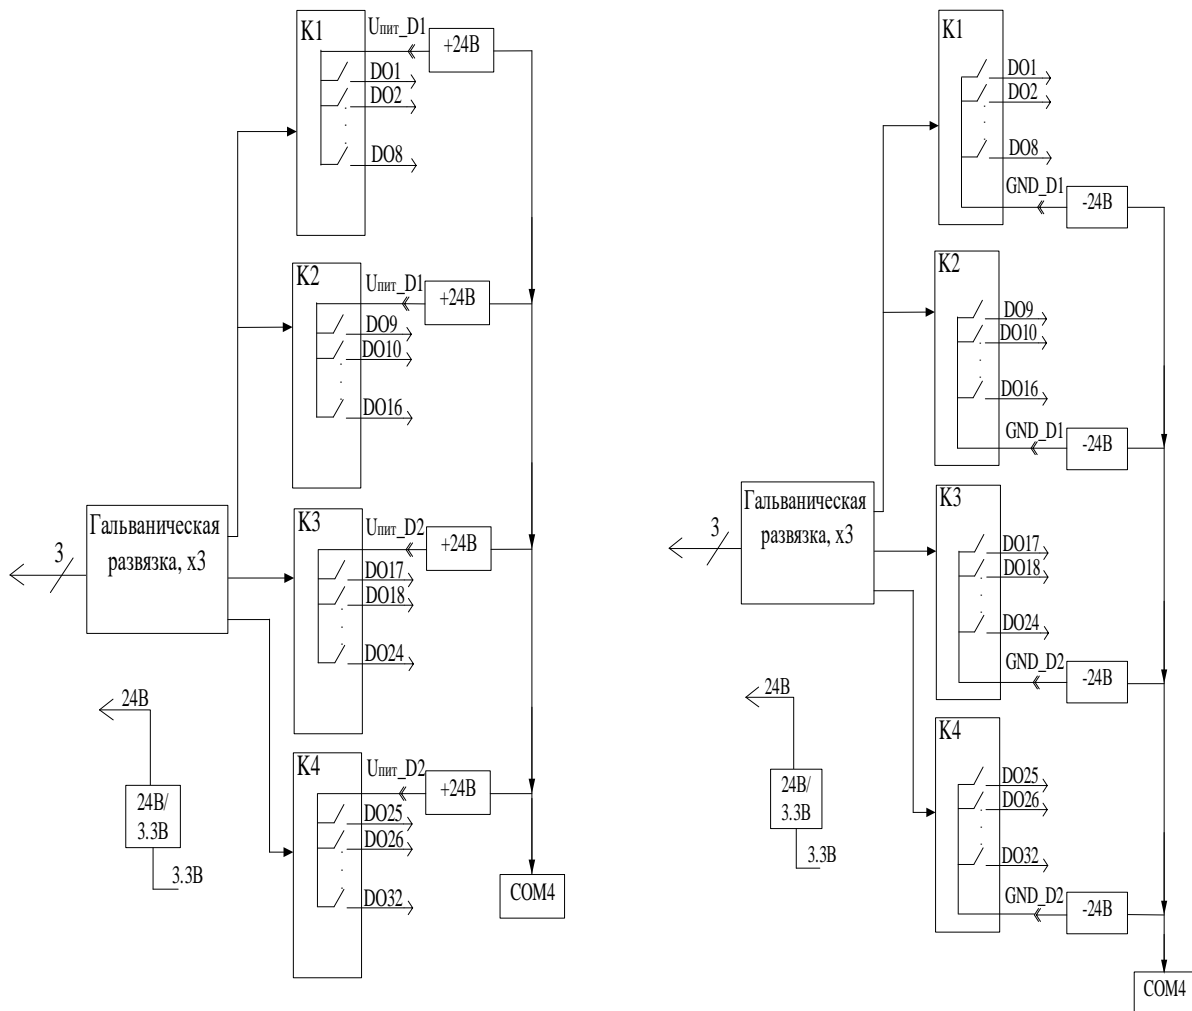 K1
Uпит_D1
+24В
DO1
DO2
DO8
K2
Uпит_D1
+24В
DO9
DO10
DO16
Гальваническая
развязка, х3
3
K3
Uпит_D2
+24В
DO17
DO18
DO24
24В
24В/
3.3В
3.3В
K4
Uпит_D2
+24В
DO25
DO26
DO32
COM4
K1
DO1
DO2
DO8
GND_D1
-24В
K2
DO9
DO10
DO16
GND_D1
-24В
Гальваническая
развязка, х3
3
K3
DO17
DO18
DO24
GND_D2
-24В
24В
24В/
3.3В
3.3В
K4
DO25
DO26
DO32
GND_D2
-24В
COM4